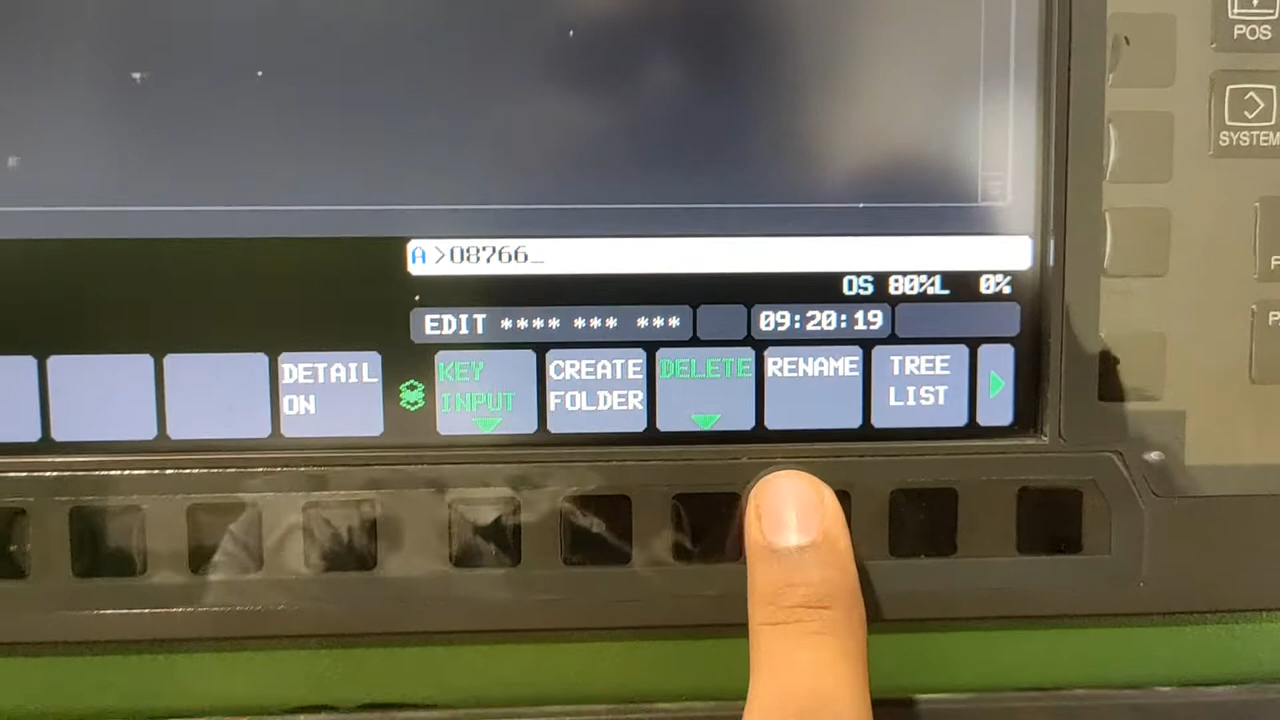 POS
SYSTEM
A >O8766_
OS 80%L 0%
EDIT **** *** *** 09:20:19
DETAIL ON
KEY INPUT
CREATE FOLDER
DELETE
RENAME
TREE LIST